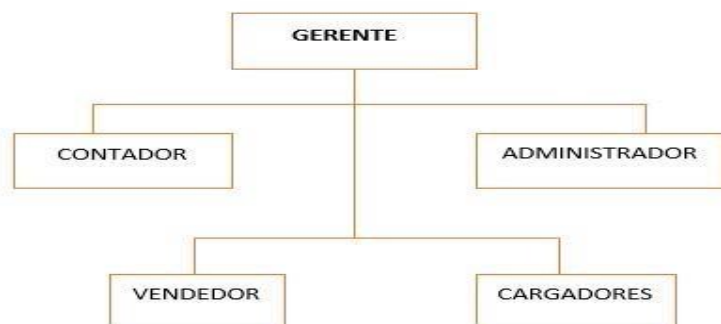 GERENTE
CONTADOR
ADMINISTRADOR
VENDEDOR
CARGADORES